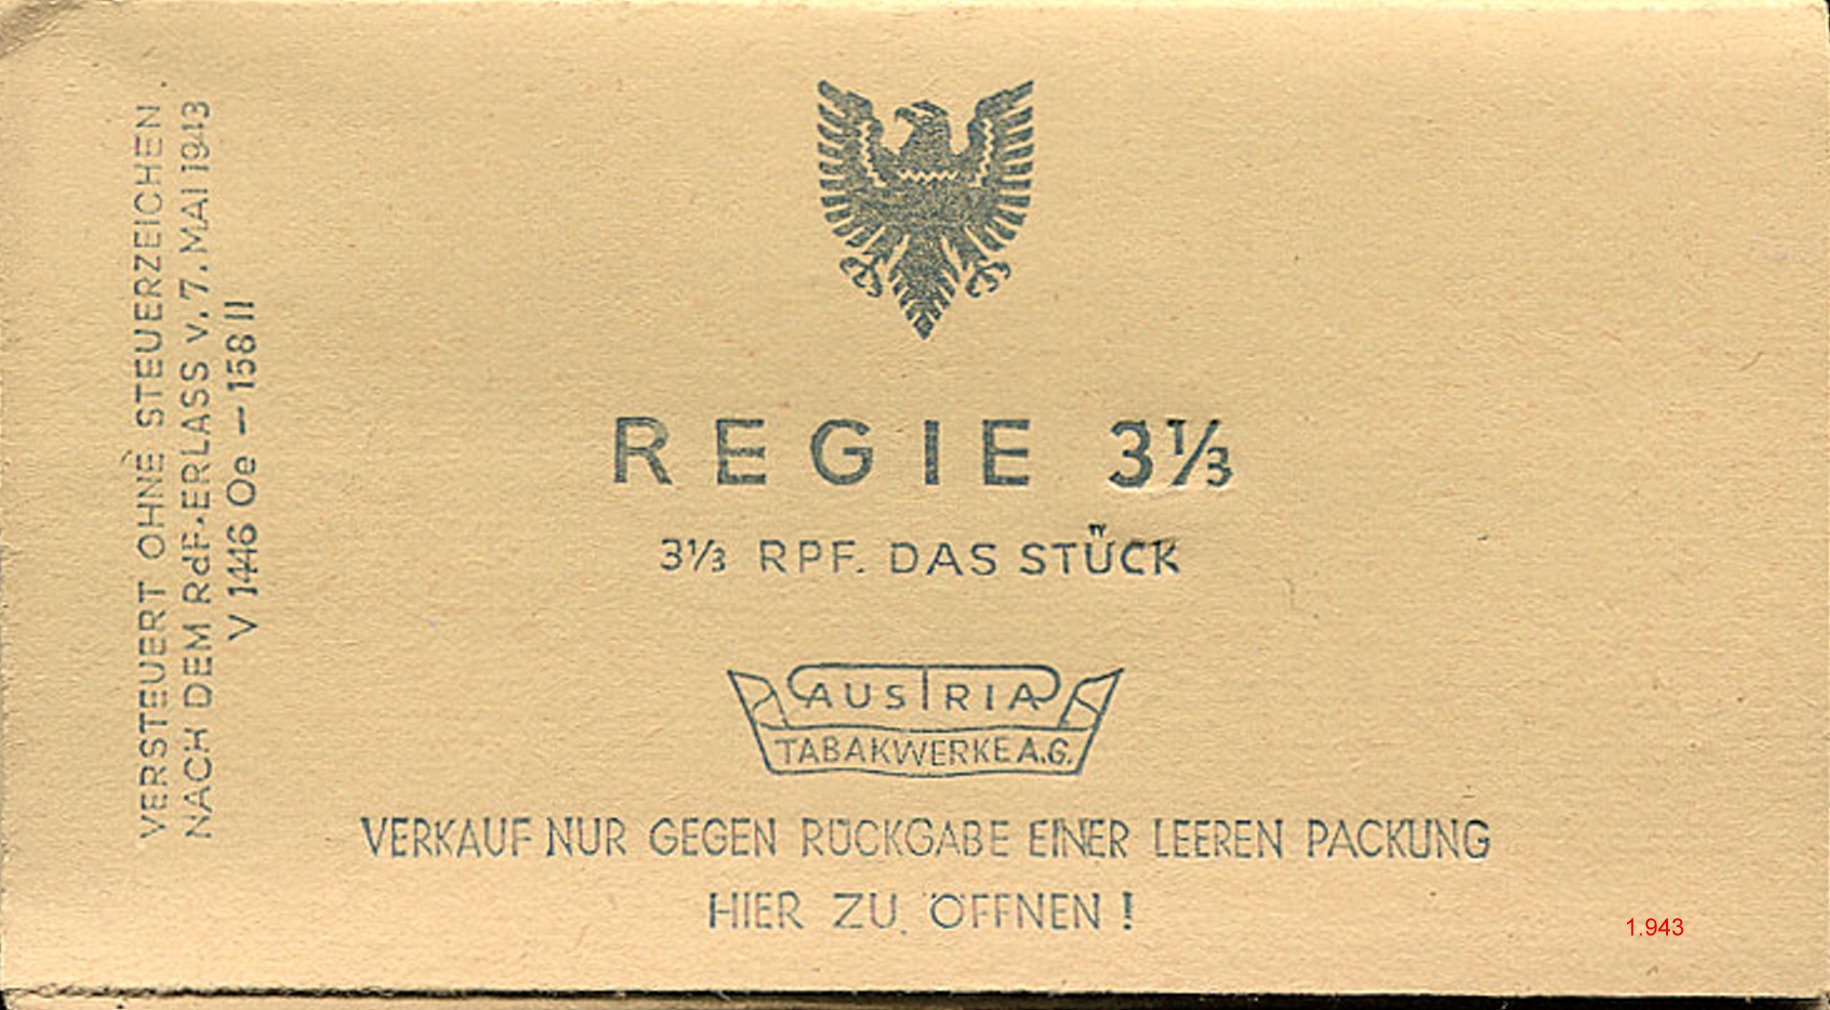 VERSTEUERT OHNE STEUERZEICHEN
NACH DEM RdF-ERLASS v. 7. MAI 1943
V 1446 Oe — 158 II
REGIE 3⅓
3⅓ RPF. DAS STÜCK
AUSTRIA
TABAKWERKE A.G.
VERKAUF NUR GEGEN RÜCKGABE EINER LEEREN PACKUNG
HIER ZU ÖFFNEN!
1.943